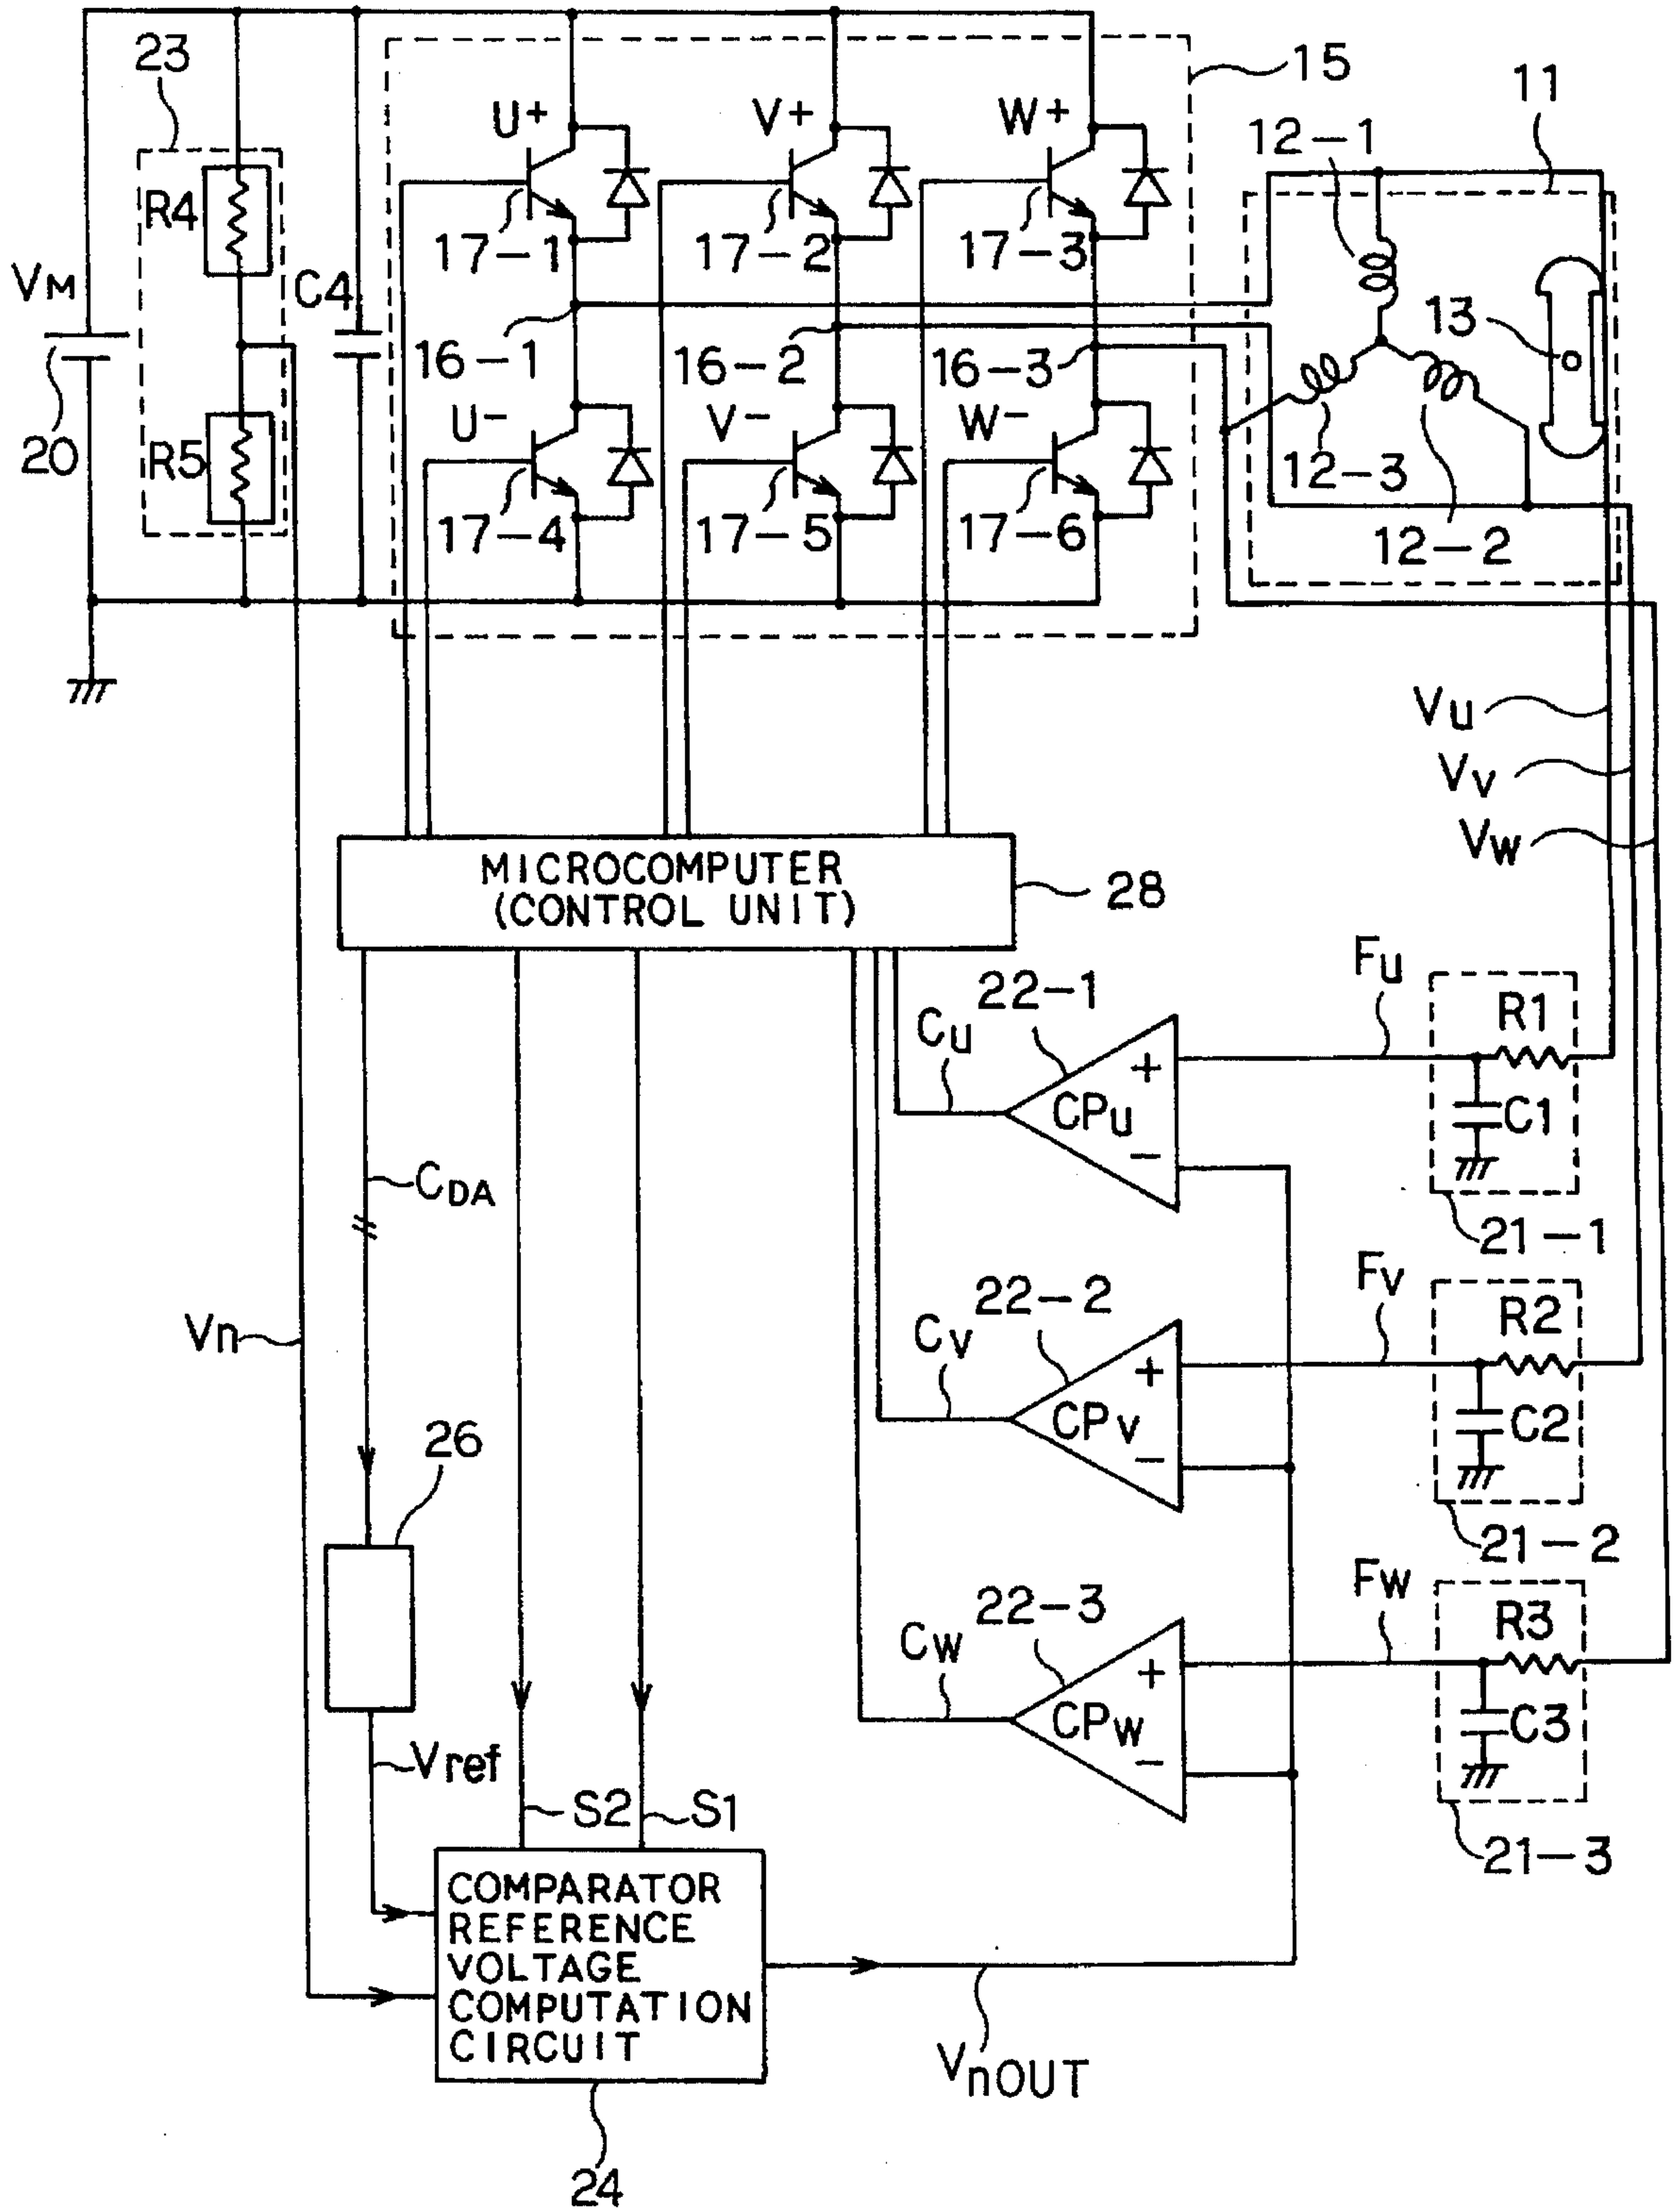 23
15
11
U+
V+
W+
12-1
R4
17-1
17-2
17-3
VM
C4
13
16-1
16-2
16-3
U-
V-
W-
20
R5
12-3
17-4
17-5
17-6
12-2
Vu
Vv
Vw
MICROCOMPUTER
(CONTROL UNIT)
28
Fu
22-1
R1
Cu
+
CPu
C1
-
CDA
21-1
Fv
22-2
R2
Vn
Cv
+
CPv
C2
-
26
21-2
Fw
22-3
R3
Cw
+
CPw
C3
-
Vref
S2
S1
21-3
COMPARATOR
REFERENCE
VOLTAGE
COMPUTATION
CIRCUIT
VnOUT
24